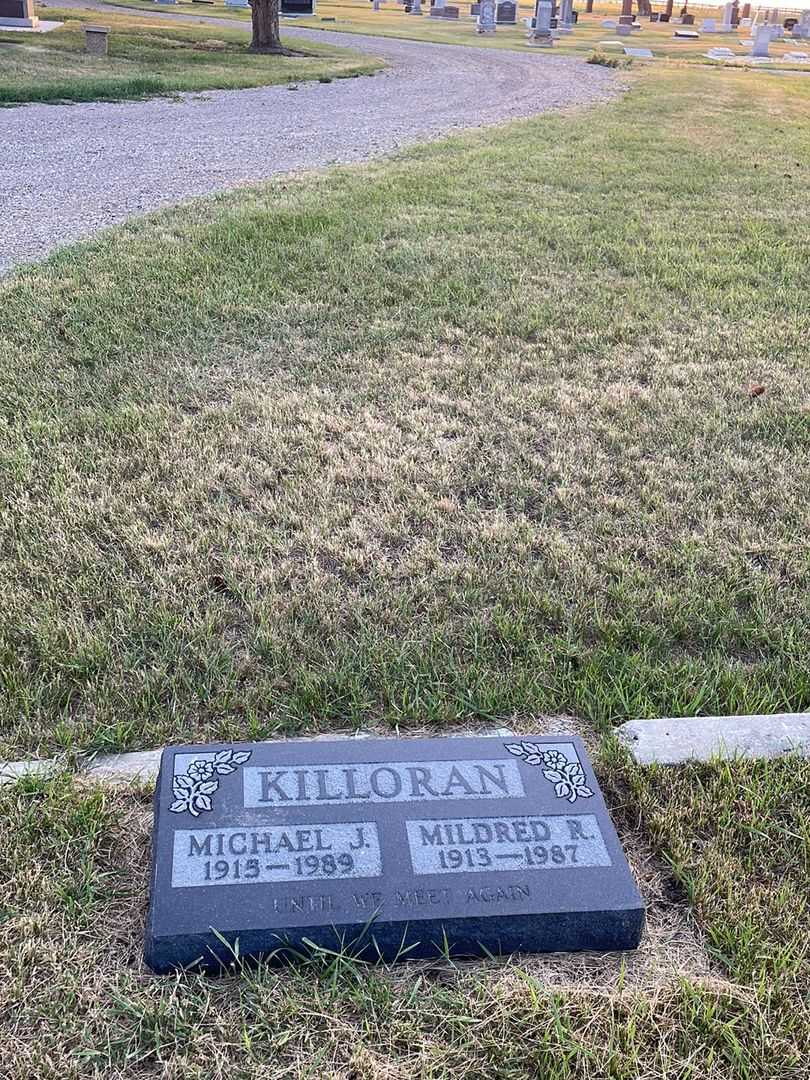 KILLORAN
MICHAEL J.
1915—1989
MILDRED R.
1913—1987
UNTIL WE MEET AGAIN